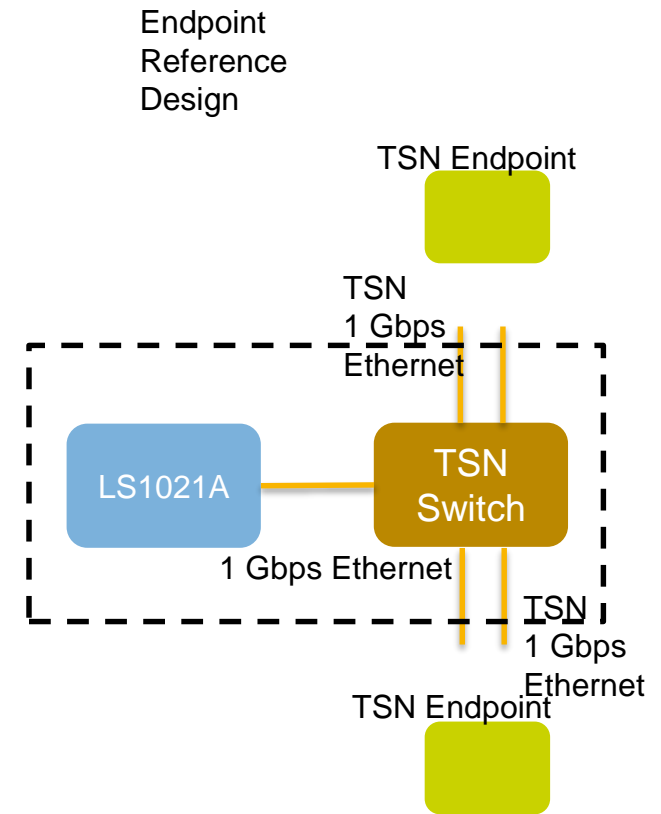 Endpoint
Reference
Design
TSN Endpoint
TSN
1 Gbps
Ethernet
LS1021A
TSN
Switch
1 Gbps Ethernet
TSN
1 Gbps
Ethernet
TSN Endpoint